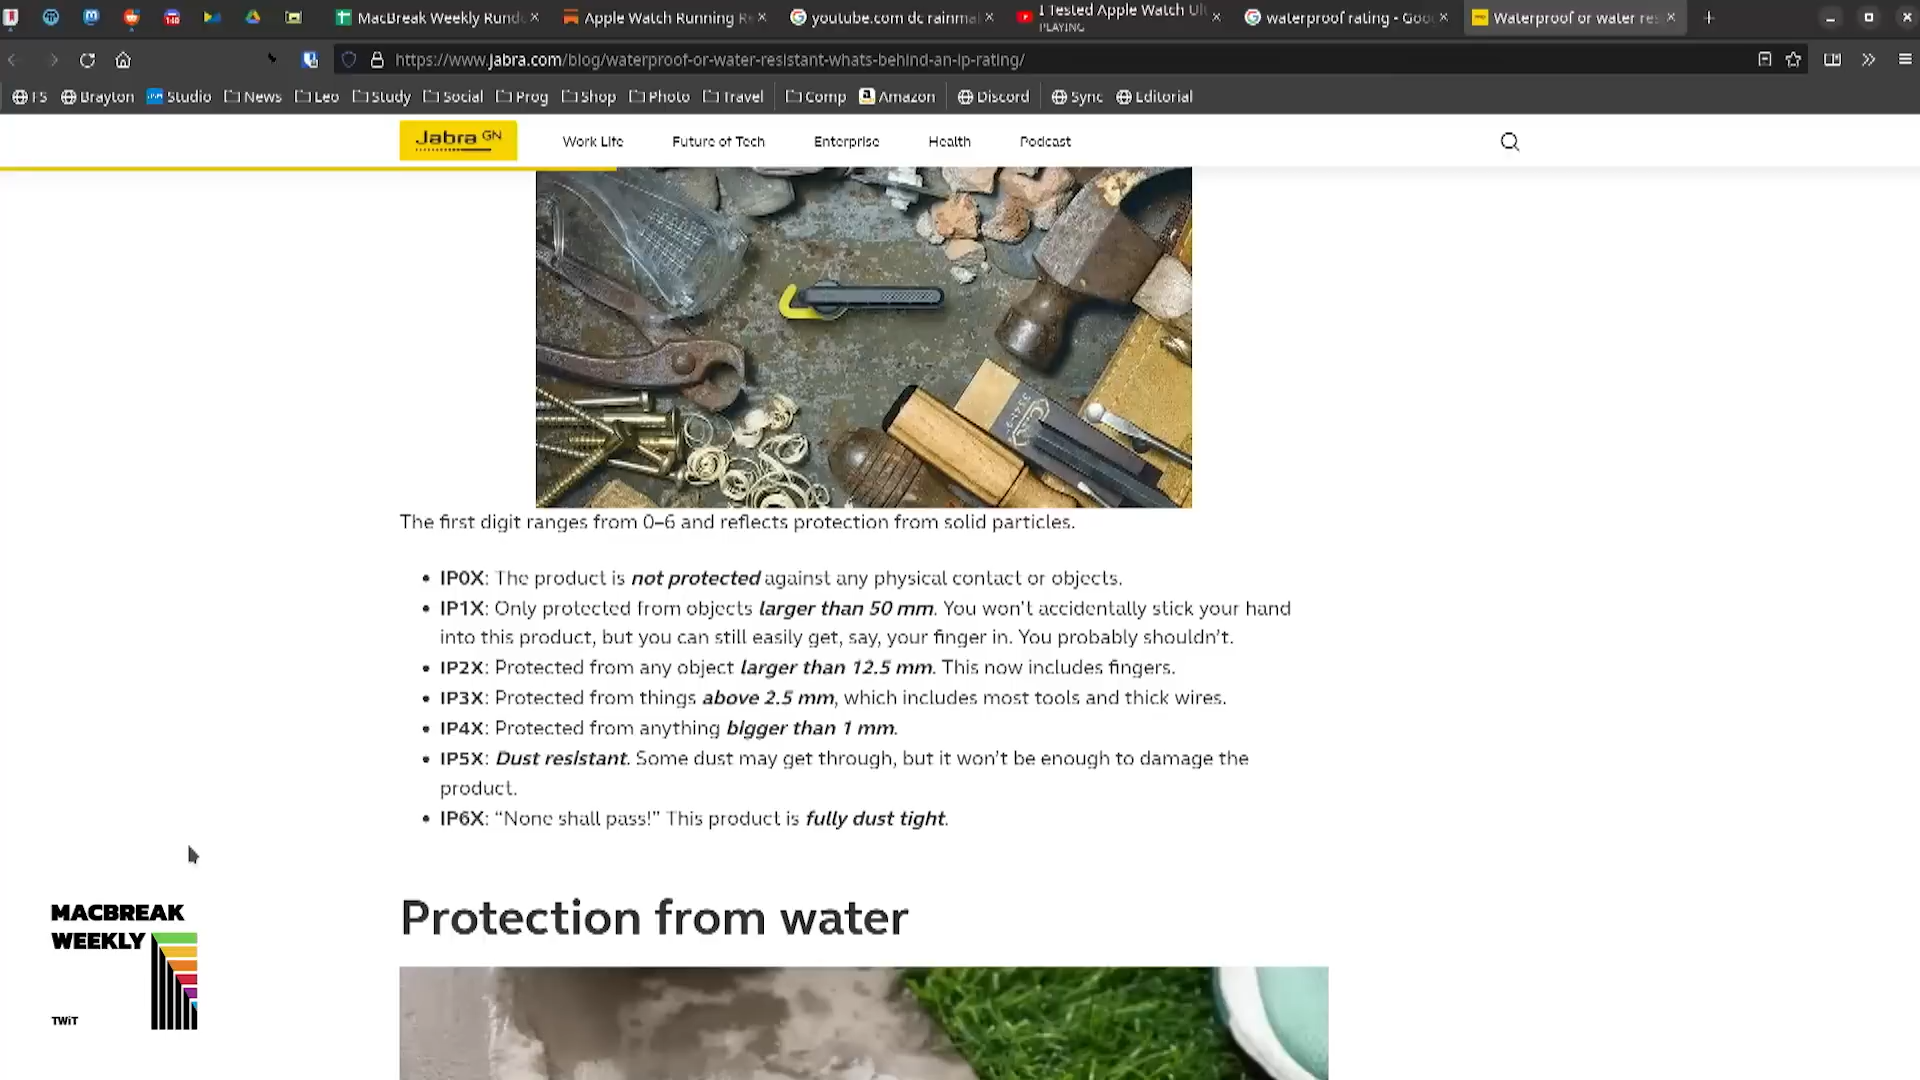 MacBreak Weekly Rund
Apple Watch Running R
youtube.com dc rainma
I Tested Apple Watch Ul
PLAYING
waterproof rating - Goo
Waterproof or water res
https://www.jabra.com/blog/waterproof-or-water-resistant-whats-behind-an-ip-rating/
FS Brayton Studio News Leo Study Social Prog Shop Photo Travel Comp Amazon Discord Sync Editorial
Jabra GN
Work Life Future of Tech Enterprise Health Podcast
The first digit ranges from 0–6 and reflects protection from solid particles.
• IP0X: The product is not protected against any physical contact or objects.
• IP1X: Only protected from objects larger than 50 mm. You won't accidentally stick your hand
into this product, but you can still easily get, say, your finger in. You probably shouldn't.
• IP2X: Protected from any object larger than 12.5 mm. This now includes fingers.
• IP3X: Protected from things above 2.5 mm, which includes most tools and thick wires.
• IP4X: Protected from anything bigger than 1 mm.
• IP5X: Dust resistant. Some dust may get through, but it won't be enough to damage the
product.
• IP6X: “None shall pass!” This product is fully dust tight.
Protection from water
MACBREAK
WEEKLY
TWiT